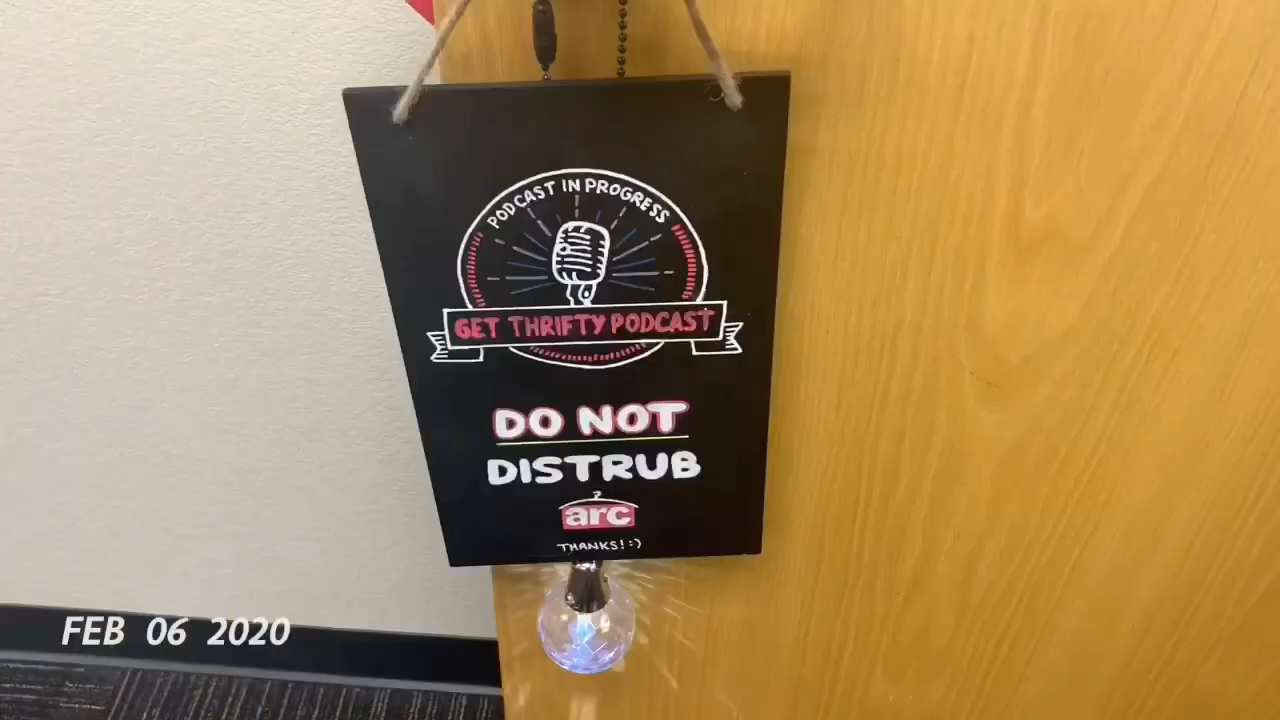 PODCAST IN PROGRESS
GET THRIFTY PODCAST
DO NOT
DISTRUB
arc
THANKS! :)
FEB 06 2020